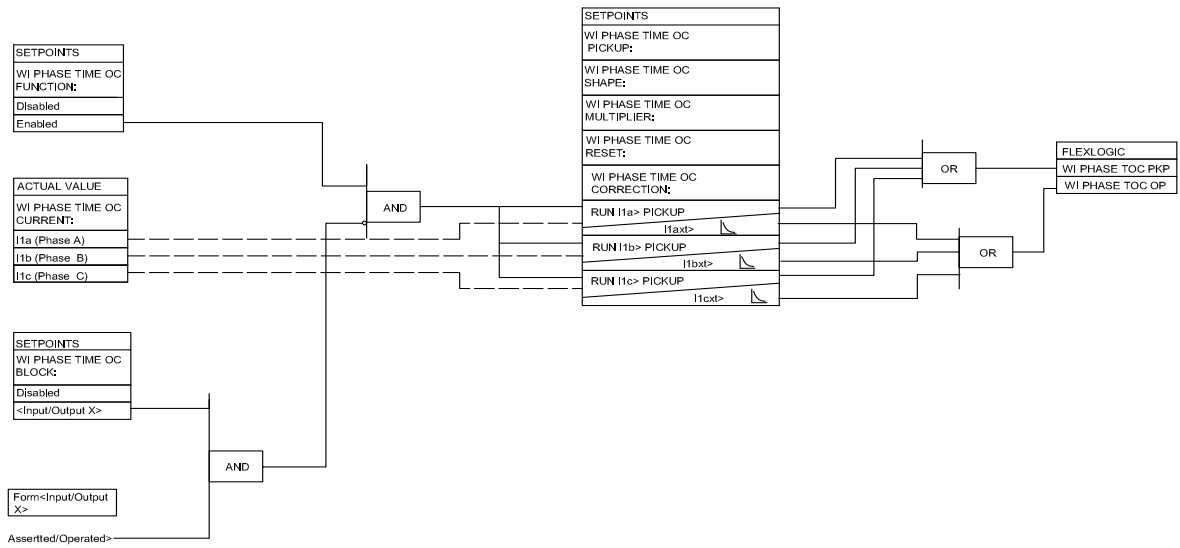 SETPOINTS
WI PHASE TIME OC
FUNCTION:
DIsabled
Enabled
ACTUAL VALUE
WI PHASE TIME OC
CURRENT:
I1a (Phase A)
I1b (Phase B)
I1c (Phase C)
SETPOINTS
WI PHASE TIME OC
BLOCK:
Disabled
<Input/Output X>
Form<Input/Output
X>
Assertted/Operated>
AND
AND
SETPOINTS
WI PHASE TIME OC
PICKUP:
WI PHASE TIME OC
SHAPE:
WI PHASE TIME OC
MULTIPLIER:
WI PHASE TIME OC
RESET:
WI PHASE TIME OC
CORRECTION:
RUN I1a> PICKUP
I1axt>
RUN I1b> PICKUP
I1bxt>
RUN I1c> PICKUP
I1cxt>
OR
OR
FLEXLOGIC
WI PHASE TOC PKP
WI PHASE TOC OP